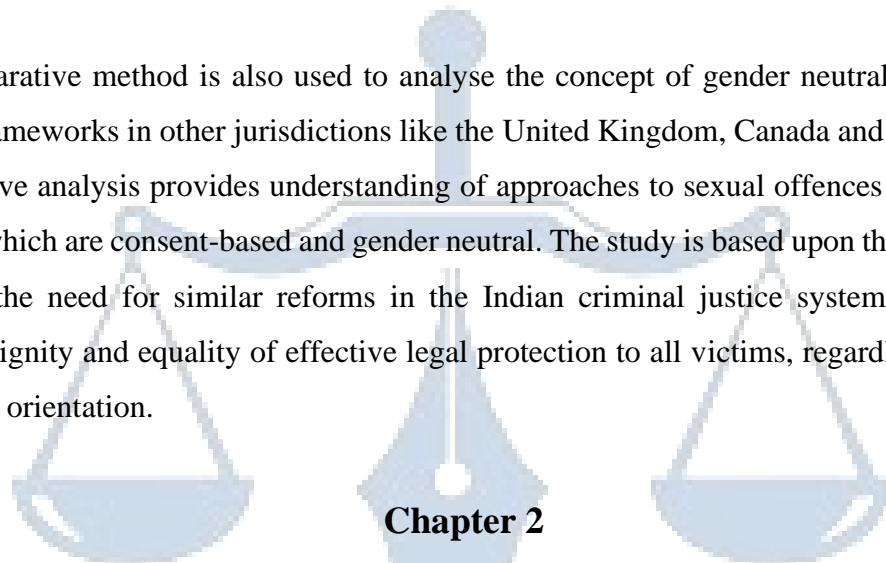 arative method is also used to analyse the concept of gender neutral
ameworks in other jurisdictions like the United Kingdom, Canada and
ve analysis provides understanding of approaches to sexual offences
which are consent-based and gender neutral. The study is based upon th
the need for similar reforms in the Indian criminal justice system
ignity and equality of effective legal protection to all victims, regardl
orientation.
Chapter 2